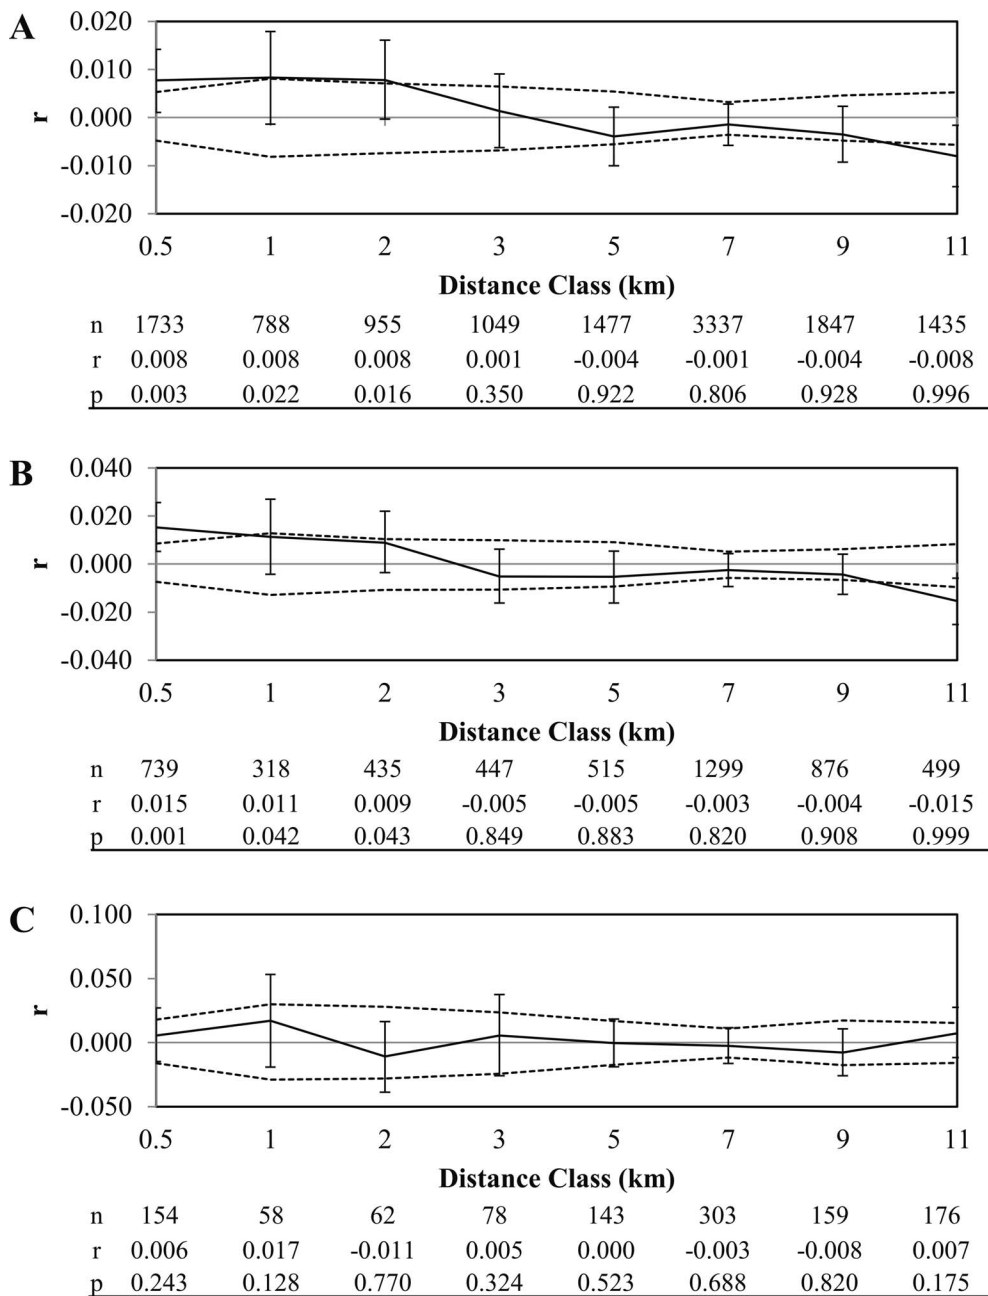 A
0.020
0.010
0.000
-0.010
-0.020
r
0.5 1 2 3 5 7 9 11
Distance Class (km)
n 1733 788 955 1049 1477 3337 1847 1435
r 0.008 0.008 0.008 0.001 -0.004 -0.001 -0.004 -0.008
p 0.003 0.022 0.016 0.350 0.922 0.806 0.928 0.996
B
0.040
0.020
0.000
-0.020
-0.040
r
0.5 1 2 3 5 7 9 11
Distance Class (km)
n 739 318 435 447 515 1299 876 499
r 0.015 0.011 0.009 -0.005 -0.005 -0.003 -0.004 -0.015
p 0.001 0.042 0.043 0.849 0.883 0.820 0.908 0.999
C
0.100
0.050
0.000
-0.050
r
0.5 1 2 3 5 7 9 11
Distance Class (km)
n 154 58 62 78 143 303 159 176
r 0.006 0.017 -0.011 0.005 0.000 -0.003 -0.008 0.007
p 0.243 0.128 0.770 0.324 0.523 0.688 0.820 0.175